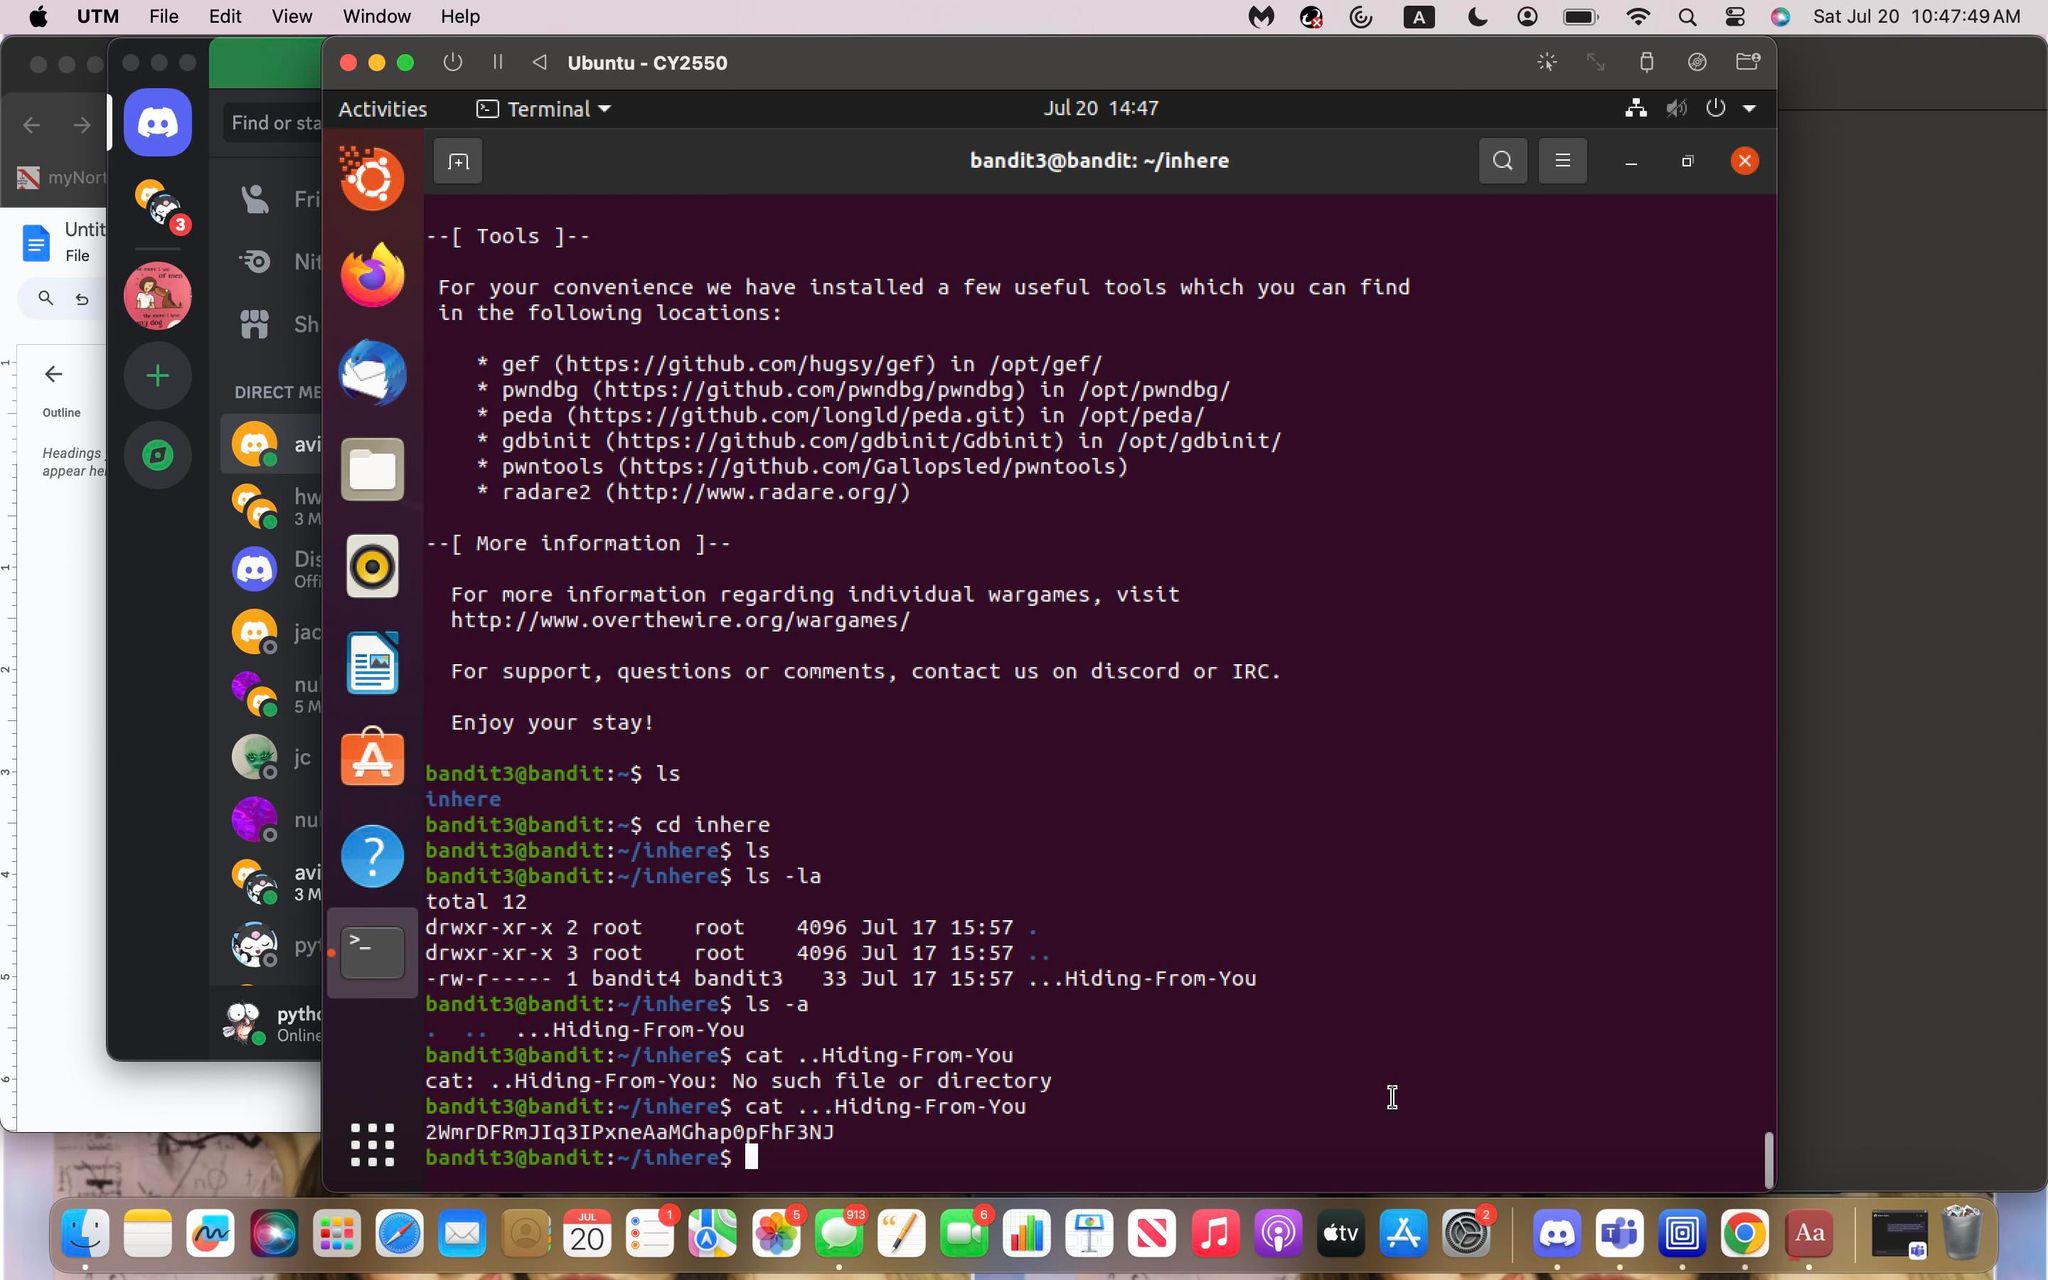 UTM File Edit View Window Help
A
Sat Jul 20 10:47:49 AM
Ubuntu - CY2550
Activities
Terminal
Jul 20 14:47
bandit3@bandit: ~/inhere
Find or sta
myNort
Untit
File
3
Fri
Nit
Sh
Outline
Headings
appear he
DIRECT ME
avi
hw
3 M
Dis
Offi
jac
nul
5 M
jc
nul
avi
3 M
pyt
pytho
Online
1
1
2
3
4
5
6
--[ Tools ]--
For your convenience we have installed a few useful tools which you can find
in the following locations:
* gef (https://github.com/hugsy/gef) in /opt/gef/
* pwndbg (https://github.com/pwndbg/pwndbg) in /opt/pwndbg/
* peda (https://github.com/longld/peda.git) in /opt/peda/
* gdbinit (https://github.com/gdbinit/Gdbinit) in /opt/gdbinit/
* pwntools (https://github.com/Gallopsled/pwntools)
* radare2 (http://www.radare.org/)
--[ More information ]--
For more information regarding individual wargames, visit
http://www.overthewire.org/wargames/
For support, questions or comments, contact us on discord or IRC.
Enjoy your stay!
bandit3@bandit:~$ ls
inhere
bandit3@bandit:~$ cd inhere
bandit3@bandit:~/inhere$ ls
bandit3@bandit:~/inhere$ ls -la
total 12
drwxr-xr-x 2 root    root    4096 Jul 17 15:57 .
drwxr-xr-x 3 root    root    4096 Jul 17 15:57 ..
-rw-r----- 1 bandit4 bandit3   33 Jul 17 15:57 ...Hiding-From-You
bandit3@bandit:~/inhere$ ls -a
.  ..  ...Hiding-From-You
bandit3@bandit:~/inhere$ cat ..Hiding-From-You
cat: ..Hiding-From-You: No such file or directory
bandit3@bandit:~/inhere$ cat ...Hiding-From-You
2WmrDFRmJIq3IPxneAaMGhap0pFhF3NJ
bandit3@bandit:~/inhere$
JUL
20
1
5
913
6
tv
2
Aa